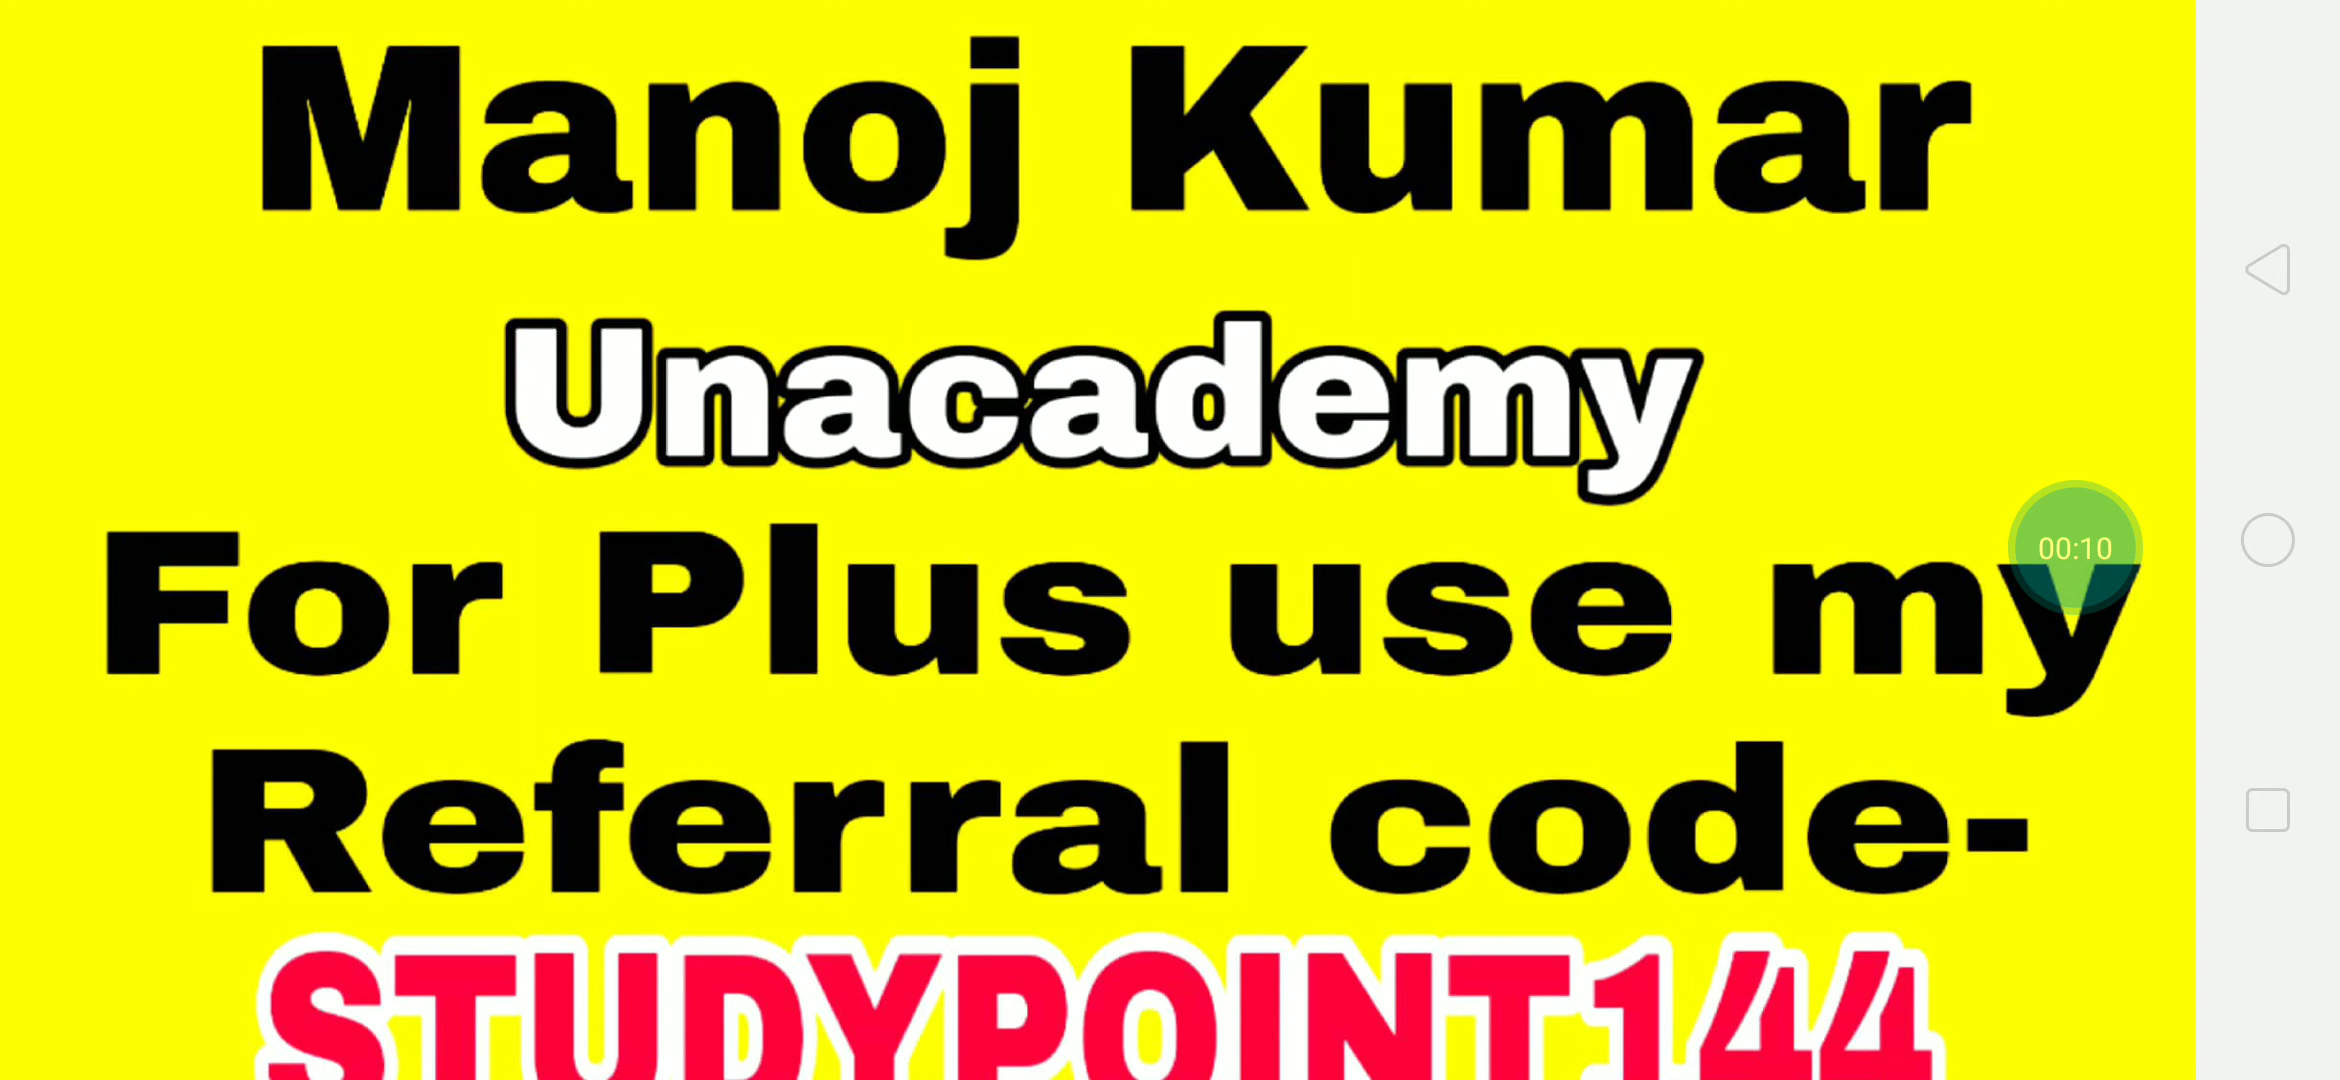 Manoj Kumar
Unacademy
For Plus use my
00:10
Referral code-
STUDYPOINT144